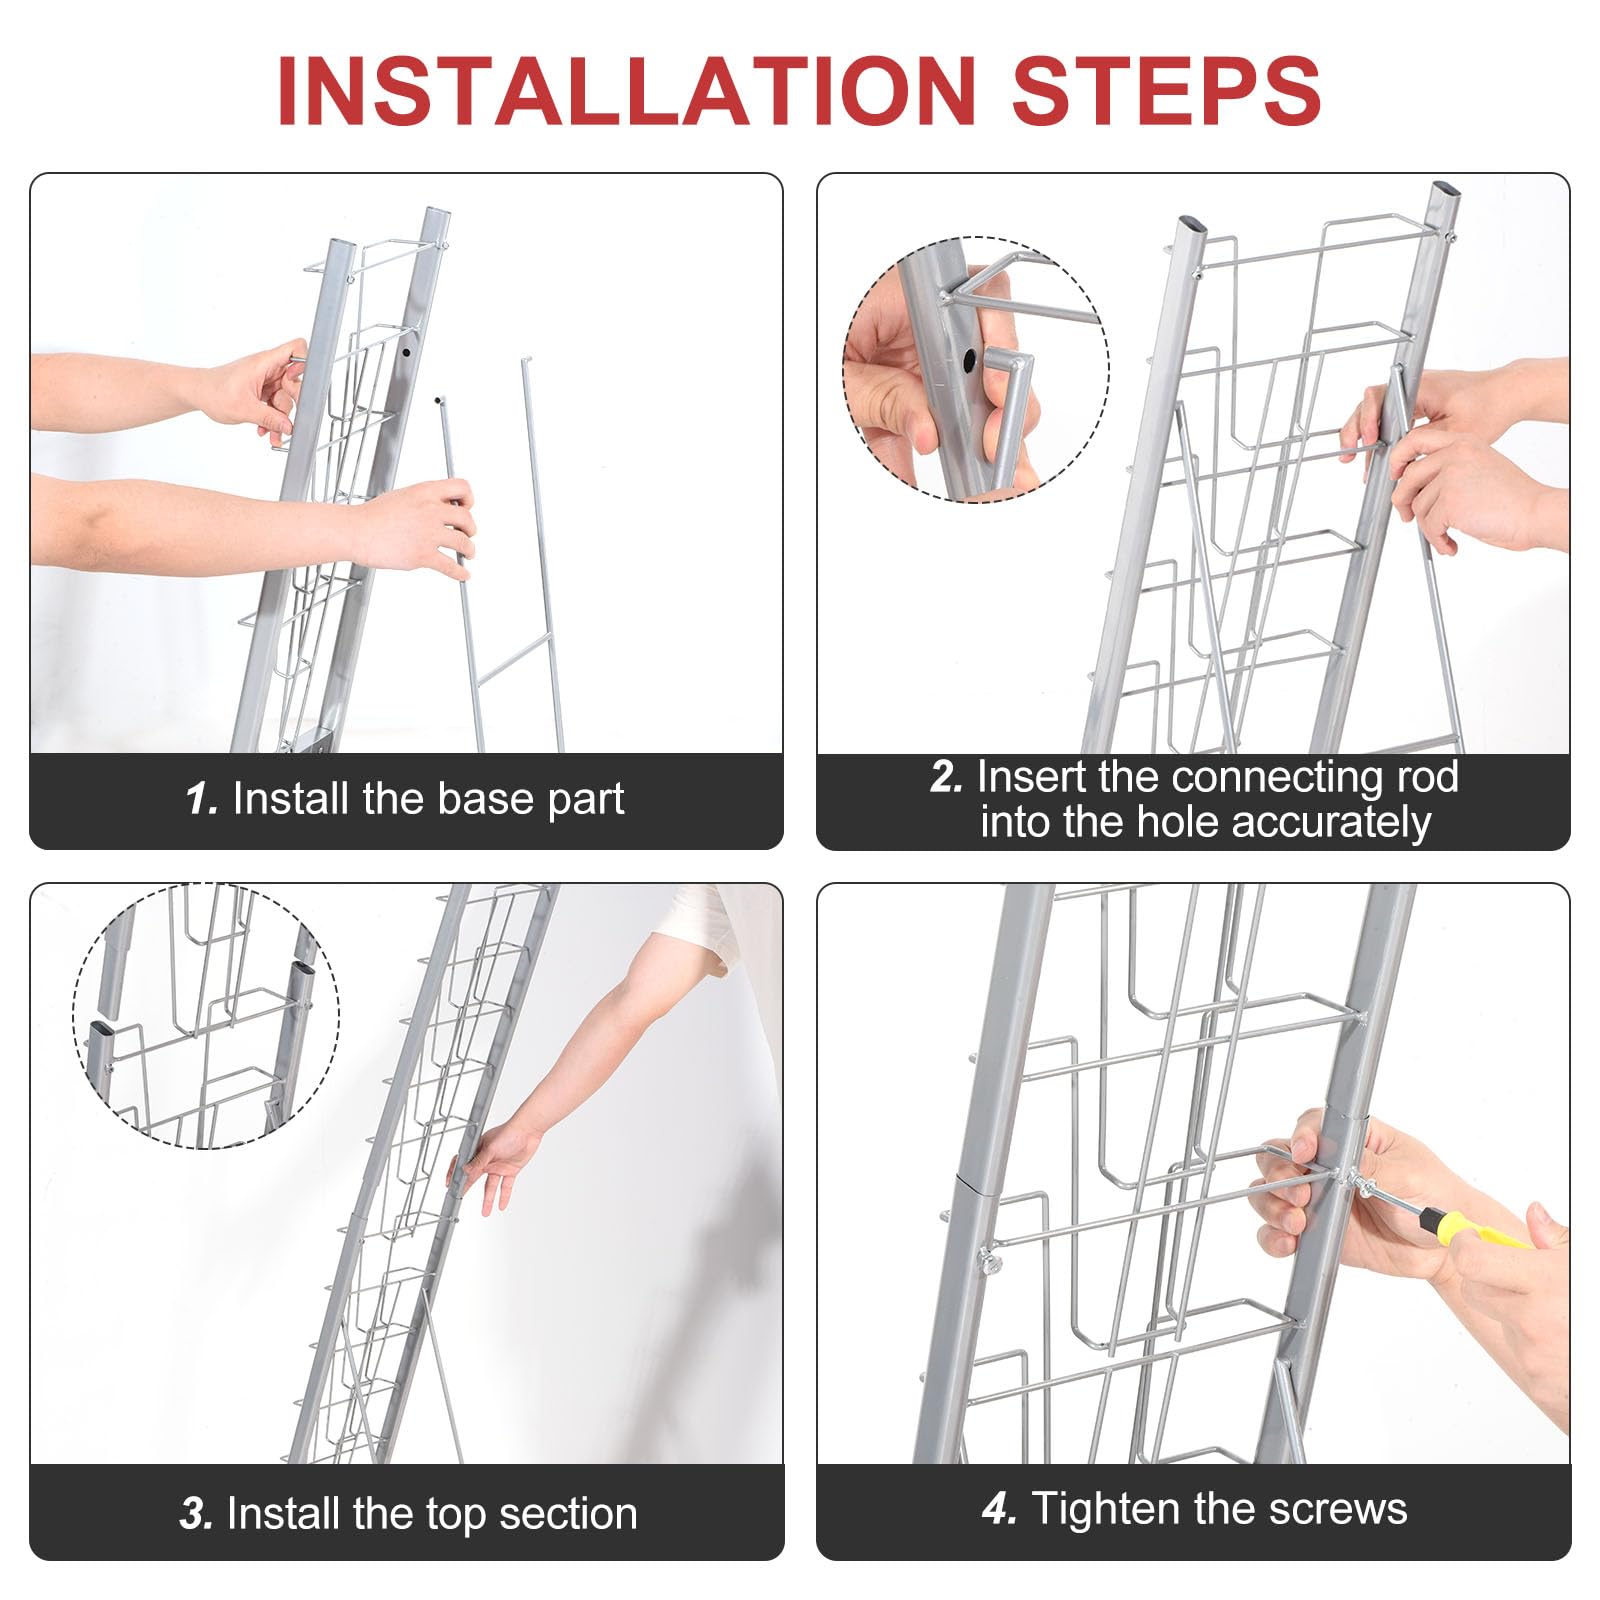 INSTALLATION STEPS
1. Install the base part
2. Insert the connecting rod
into the hole accurately
3. Install the top section
4. Tighten the screws